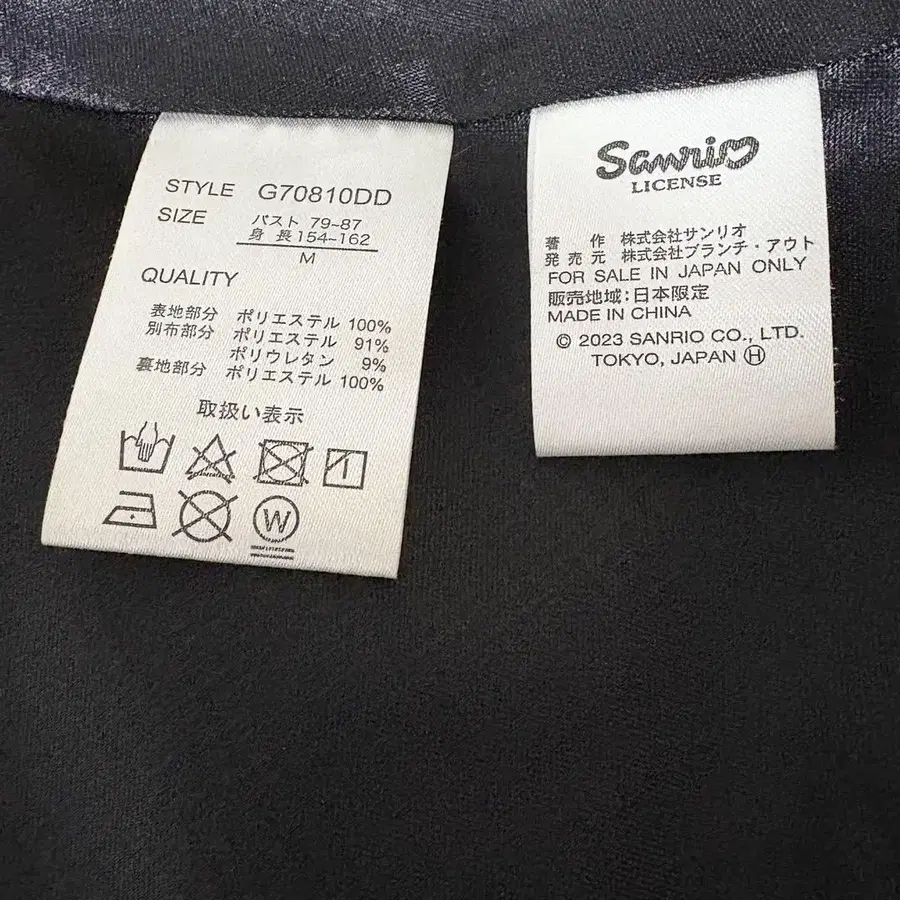 STYLE G70810DD
SIZE バスト 79~87
身 長 154~162
M
QUALITY
表地部分 ポリエステル 100%
別布部分 ポリエステル 91%
ポリウレタン 9%
裏地部分 ポリエステル 100%
取扱い表示
W
Sanrio
LICENSE
著 作 株式会社サンリオ
発売元 株式会社ブランチ・アウト
FOR SALE IN JAPAN ONLY
販売地域:日本限定
MADE IN CHINA
© 2023 SANRIO CO., LTD.
TOKYO, JAPAN Ⓗ